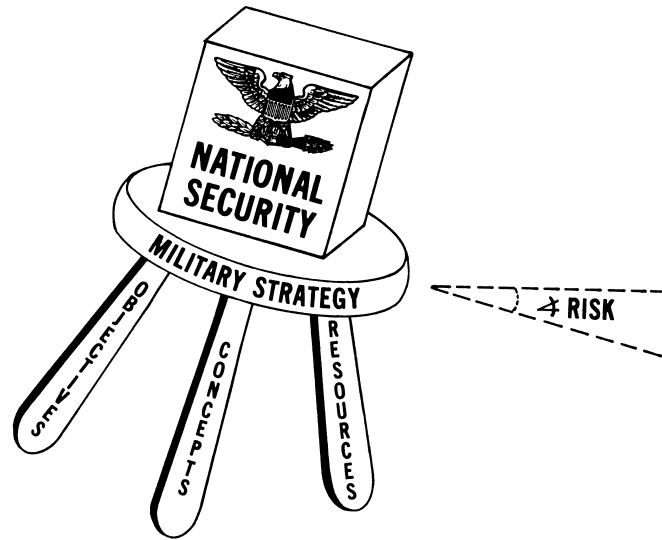 NATIONAL
SECURITY
MILITARY STRATEGY
OBJECTIVES
CONCEPTS
RESOURCES
∡ RISK